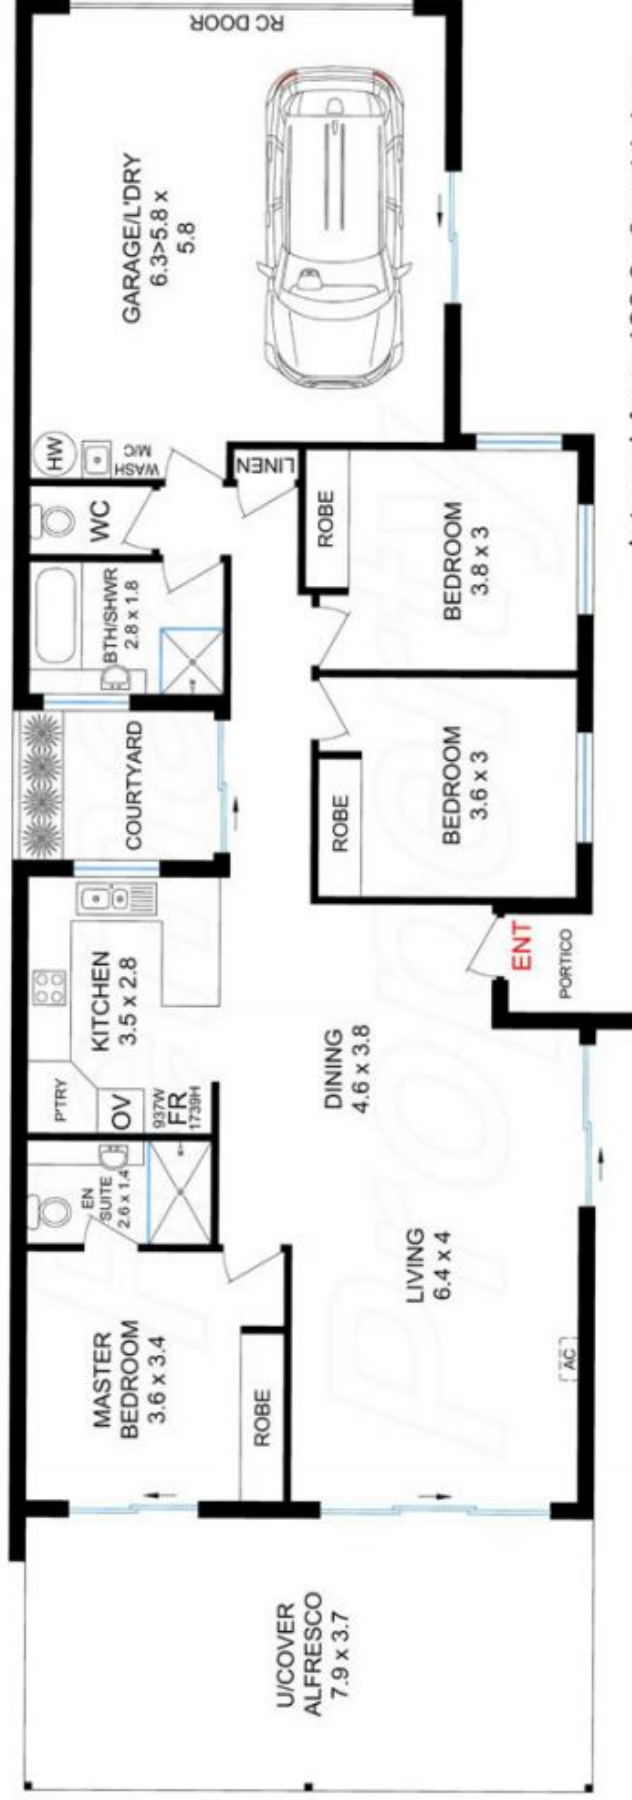 RC DOOR
GARAGE/L'DRY
6.3>5.8 x
5.8
HW
WASH
M/C
LINEN
WC
ROBE
BEDROOM
3.8 x 3
BTH/SHWR
2.8 x 1.8
COURTYARD
ROBE
BEDROOM
3.6 x 3
ENT
PORTICO
KITCHEN
3.5 x 2.8
P'TRY
OV
937W
FR
1739H
DINING
4.6 x 3.8
EN
SUITE
2.6 x 1.4
LIVING
6.4 x 4
AC
MASTER
BEDROOM
3.6 x 3.4
ROBE
U/COVER
ALFRESCO
7.9 x 3.7
Property